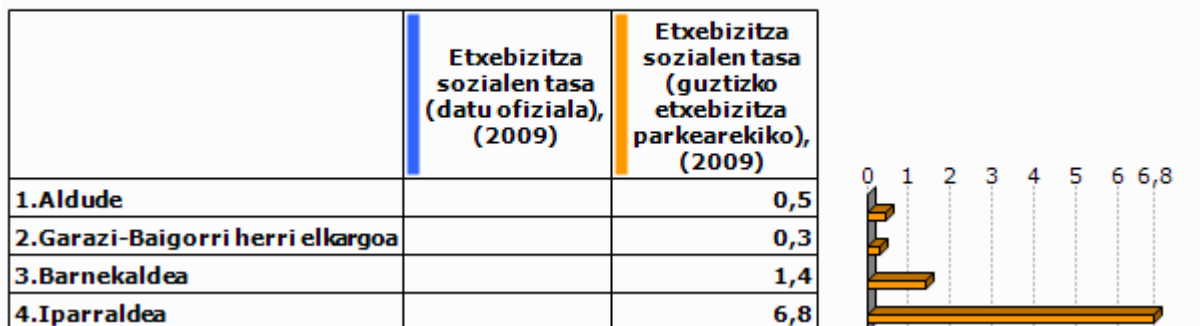 Etxebizitza
sozialen tasa
(datu ofiziala),
(2009)
Etxebizitza
sozialen tasa
(guztizko
etxebizitza
parkearekiko),
(2009)
0 1 2 3 4 5 6 6,8
1.Aldude 0,5
2.Garazi-Baigorri herri elkargoa 0,3
3.Barnekaldea 1,4
4.Iparraldea 6,8